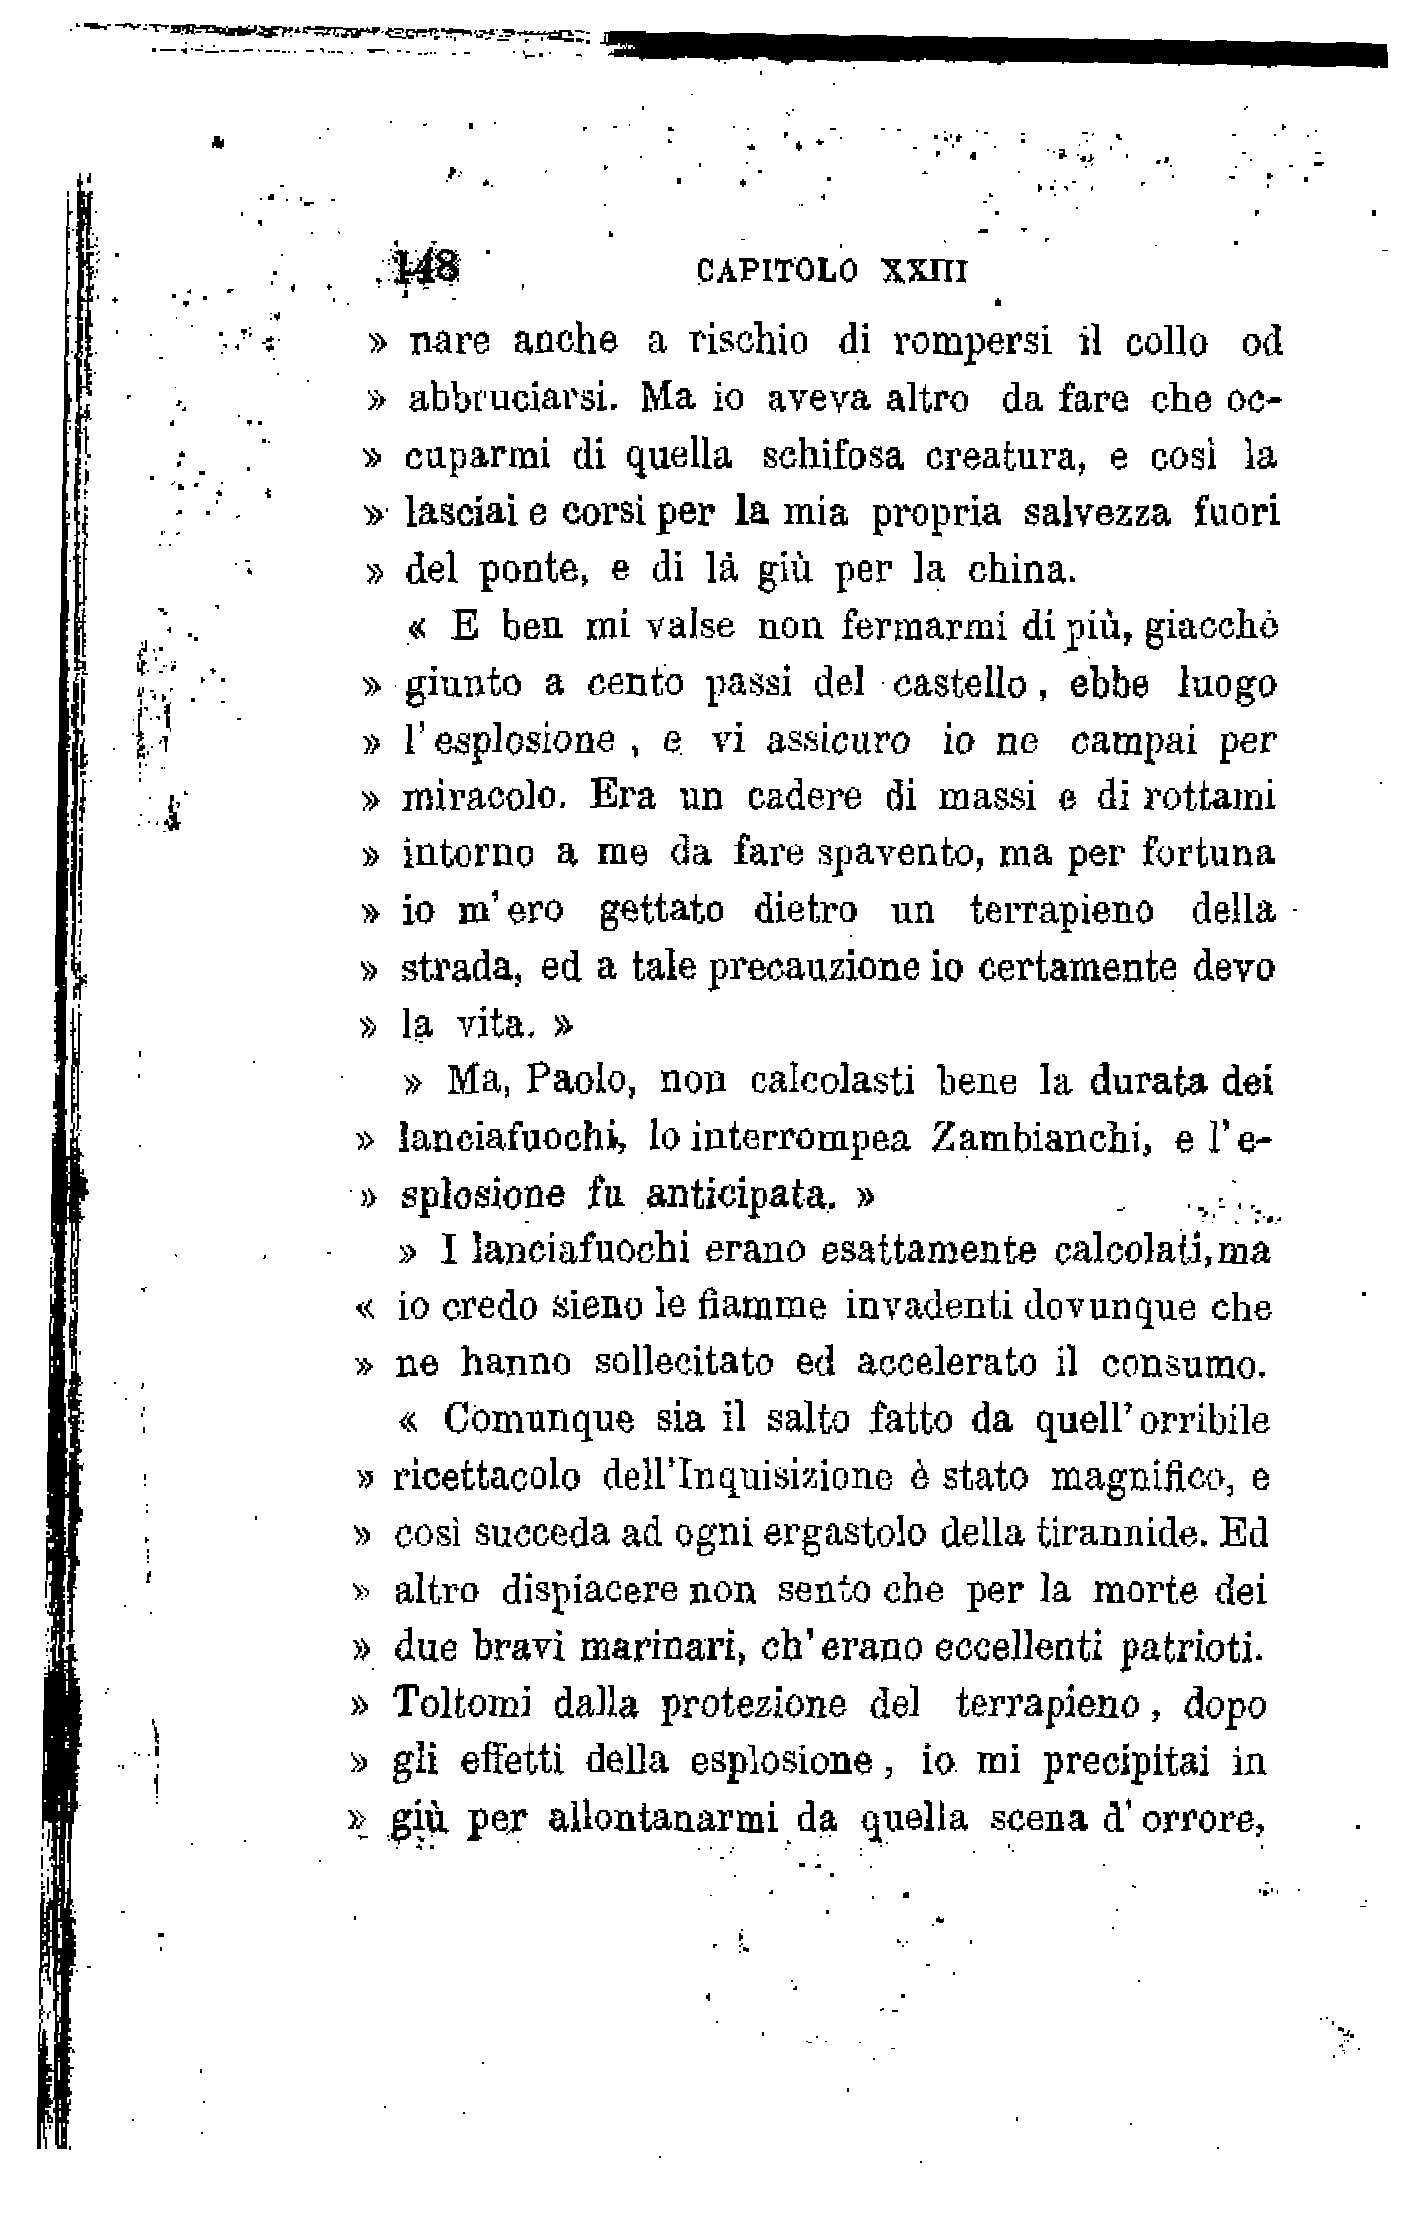 148 CAPITOLO XXIII
» nare anche a rischio di rompersi il collo od
» abbruciarsi. Ma io aveva altro da fare che oc-
» cuparmi di quella schifosa creatura, e così la
» lasciai e corsi per la mia propria salvezza fuori
» del ponte, e di là giù per la china.
« E ben mi valse non fermarmi di più, giacchè
» giunto a cento passi del castello, ebbe luogo
» l'esplosione, e vi assicuro io ne campai per
» miracolo. Era un cadere di massi e di rottami
» intorno a me da fare spavento, ma per fortuna
» io m'ero gettato dietro un terrapieno della
» strada, ed a tale precauzione io certamente devo
» la vita. »
» Ma, Paolo, non calcolasti bene la durata dei
» lanciafuochi, lo interrompea Zambianchi, e l'e-
» splosione fu anticipata. »
» I lanciafuochi erano esattamente calcolati, ma
« io credo sieno le fiamme invadenti dovunque che
» ne hanno sollecitato ed accelerato il consumo.
« Comunque sia il salto fatto da quell'orribile
» ricettacolo dell'Inquisizione è stato magnifico, e
» così succeda ad ogni ergastolo della tirannide. Ed
» altro dispiacere non sento che per la morte dei
» due bravi marinari, ch'erano eccellenti patrioti.
» Toltomi dalla protezione del terrapieno, dopo
» gli effetti della esplosione, io mi precipitai in
» giù per allontanarmi da quella scena d'orrore,